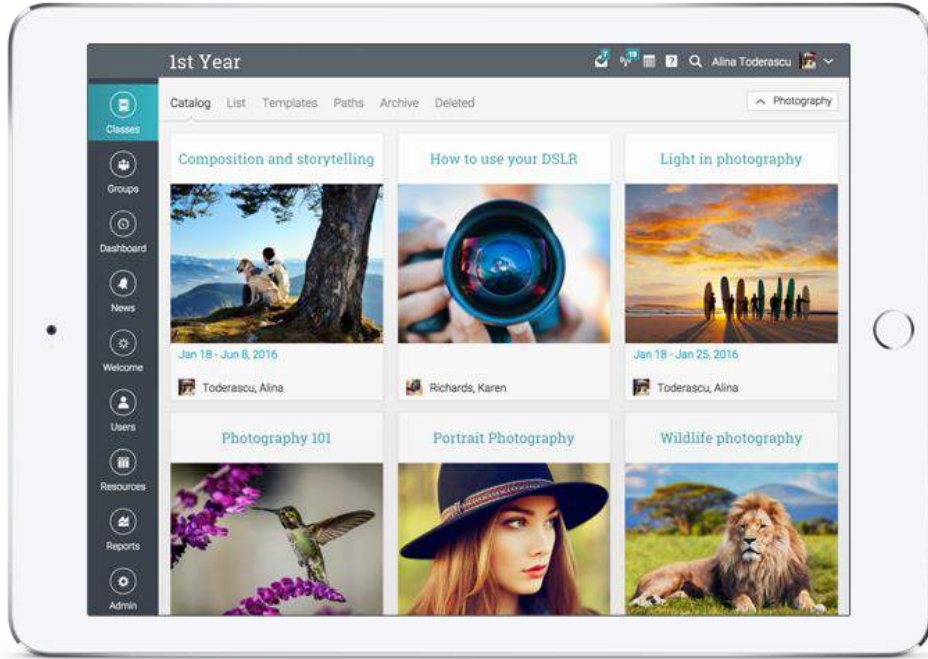 1st Year
7
19
?
Alina Toderascu
Classes
Groups
Dashboard
News
Welcome
Users
Resources
Reports
Admin
Catalog List Templates Paths Archive Deleted
Photography
Composition and storytelling
Jan 18 - Jun 8, 2016
Toderascu, Alina
How to use your DSLR
Richards, Karen
Light in photography
Jan 18 - Jan 25, 2016
Toderascu, Alina
Photography 101
Portrait Photography
Wildlife photography